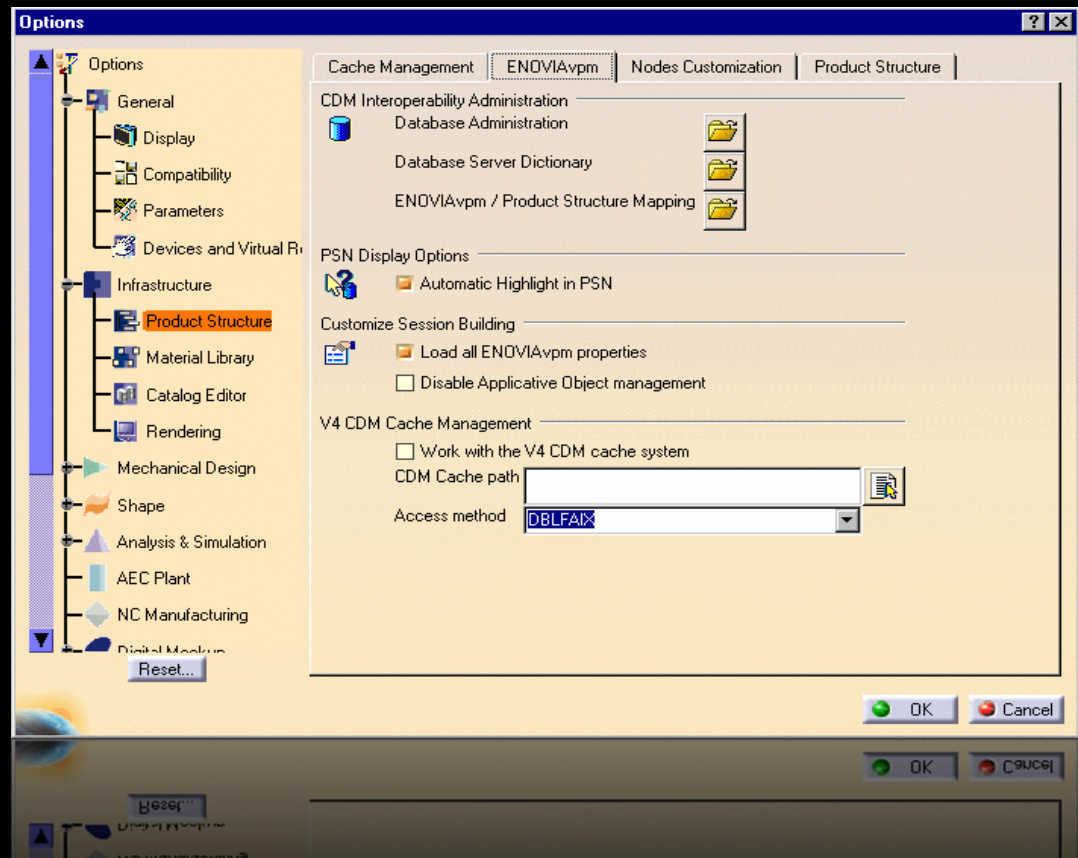 Options
Options
General
Display
Compatibility
Parameters
Devices and Virtual R
Infrastructure
Product Structure
Material Library
Catalog Editor
Rendering
Mechanical Design
Shape
Analysis & Simulation
AEC Plant
NC Manufacturing
Digital Mockup
Reset...
Cache Management
ENOVIAvpm
Nodes Customization
Product Structure
CDM Interoperability Administration
Database Administration
Database Server Dictionary
ENOVIAvpm / Product Structure Mapping
PSN Display Options
Automatic Highlight in PSN
Customize Session Building
Load all ENOVIAvpm properties
Disable Applicative Object management
V4 CDM Cache Management
Work with the V4 CDM cache system
CDM Cache path
Access method DBLFAIX
OK Cancel